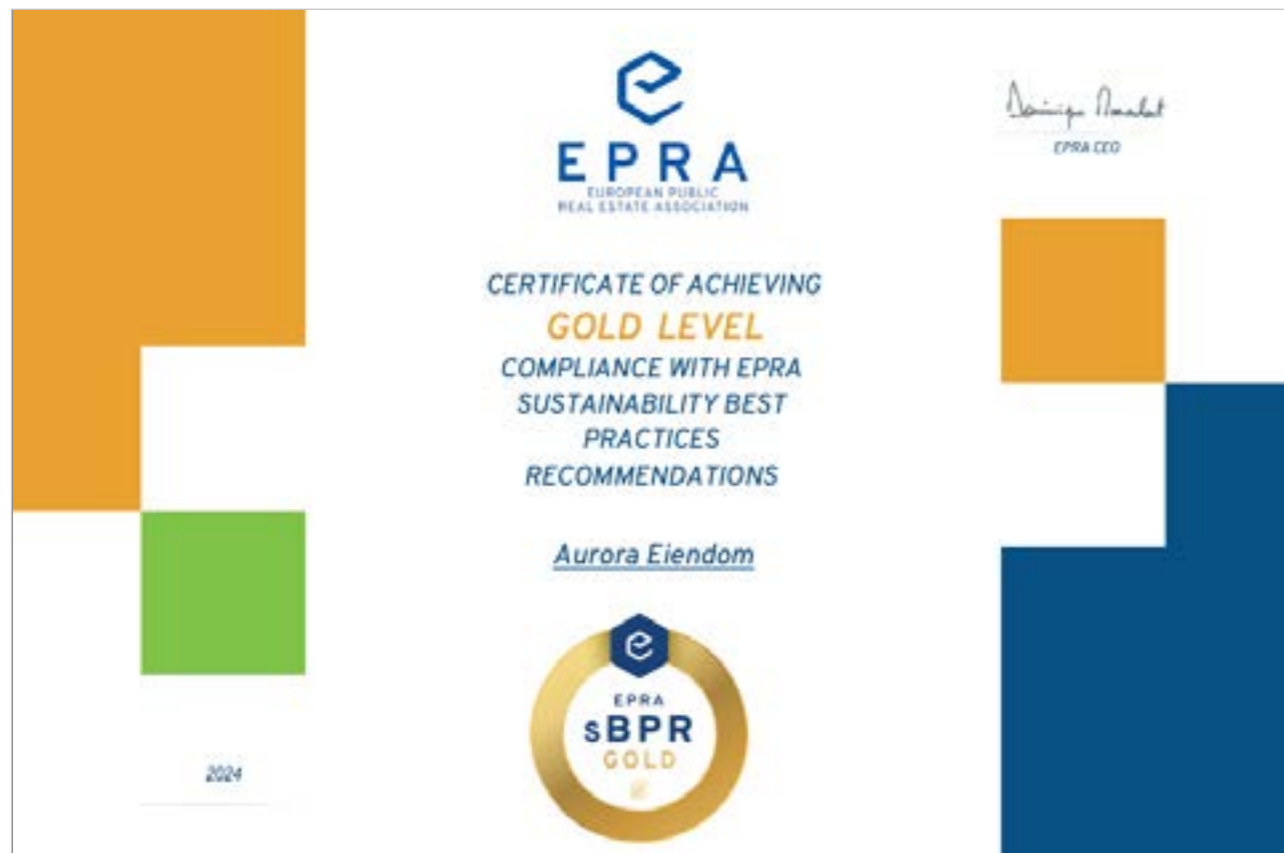 EPRA
EUROPEAN PUBLIC
REAL ESTATE ASSOCIATION
EPRA CEO
CERTIFICATE OF ACHIEVING
GOLD LEVEL
COMPLIANCE WITH EPRA
SUSTAINABILITY BEST
PRACTICES
RECOMMENDATIONS
Aurora Eiendom
EPRA
sBPR
GOLD
2024